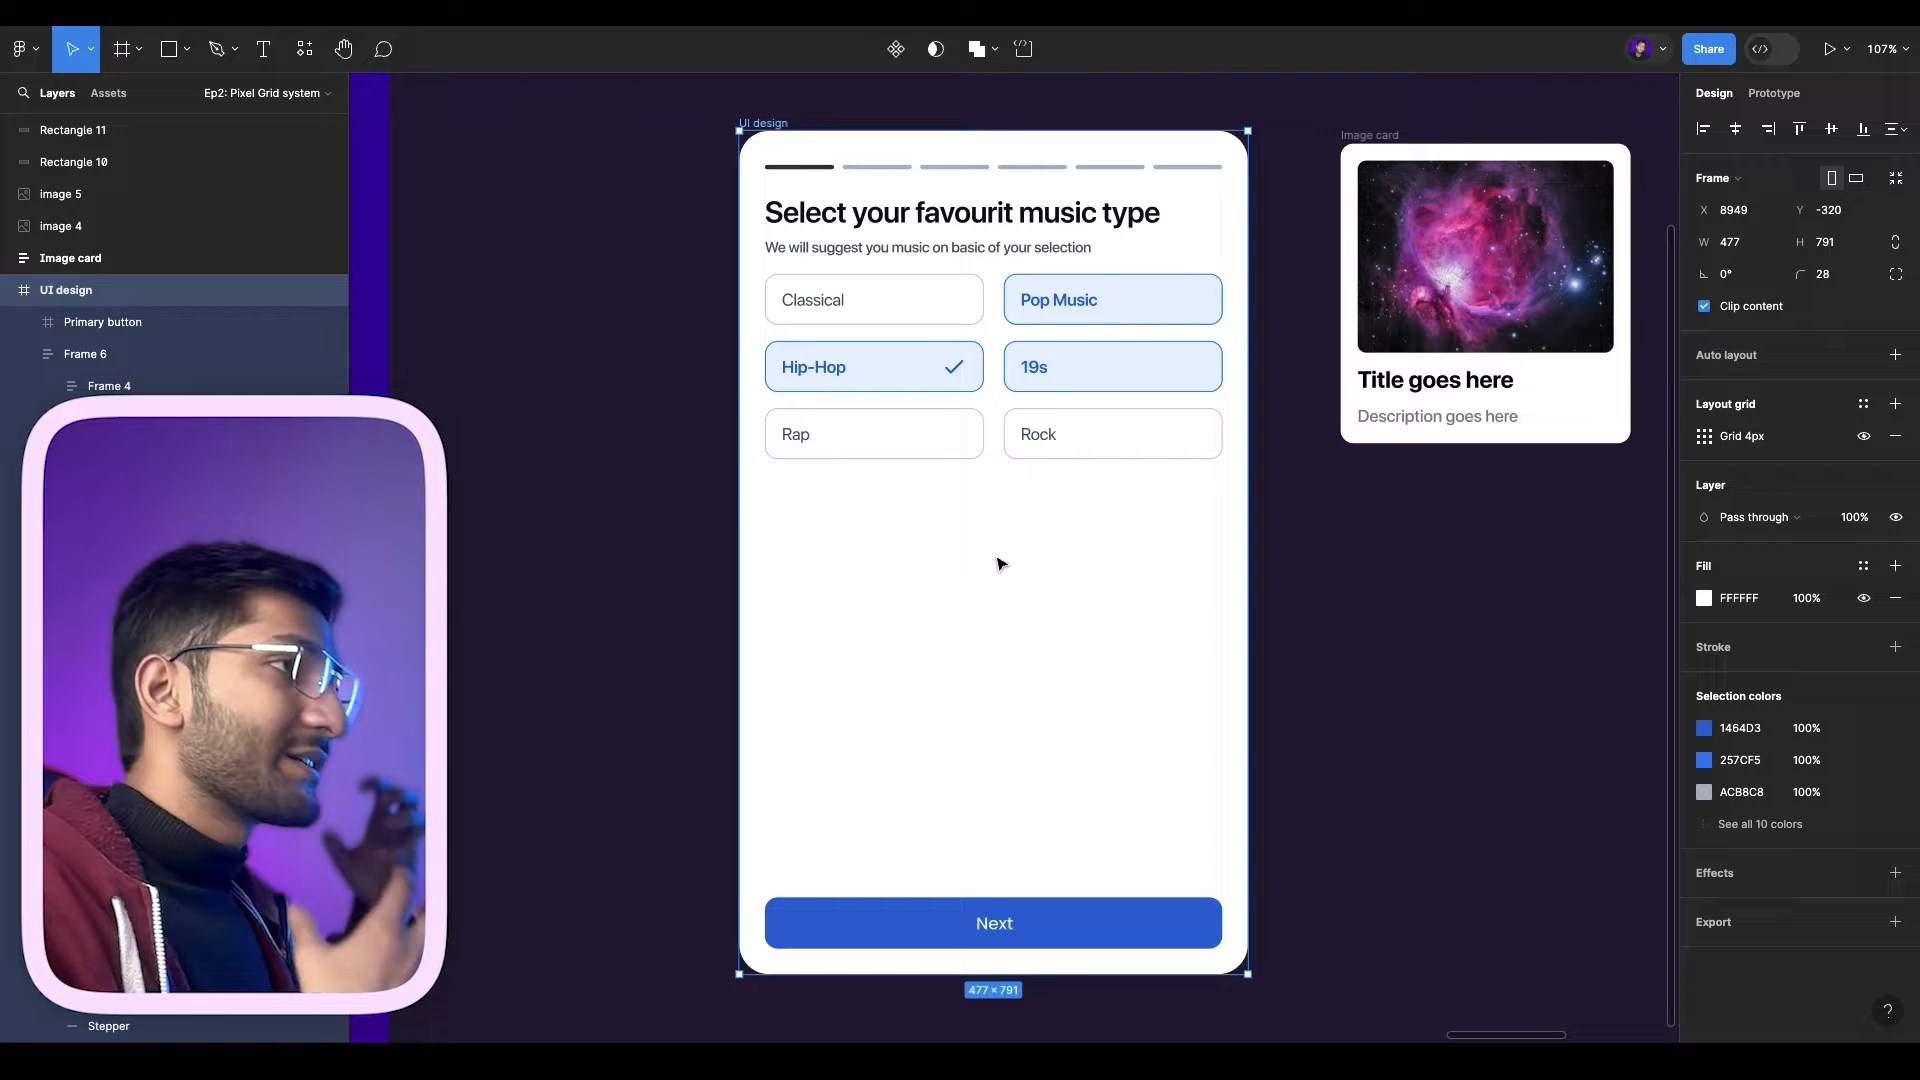 Share
107%
Layers
Assets
Ep2: Pixel Grid system
Rectangle 11
Rectangle 10
image 5
image 4
Image card
UI design
Primary button
Frame 6
Frame 4
Stepper
UI design
Select your favourit music type
We will suggest you music on basic of your selection
Classical
Pop Music
Hip-Hop
19s
Rap
Rock
Next
477 × 791
Image card
Title goes here
Description goes here
Design
Prototype
Frame
X 8949
Y -320
W 477
H 791
0°
28
Clip content
Auto layout
Layout grid
Grid 4px
Layer
Pass through
100%
Fill
FFFFFF
100%
Stroke
Selection colors
1464D3
100%
257CF5
100%
ACB8C8
100%
See all 10 colors
Effects
Export
?